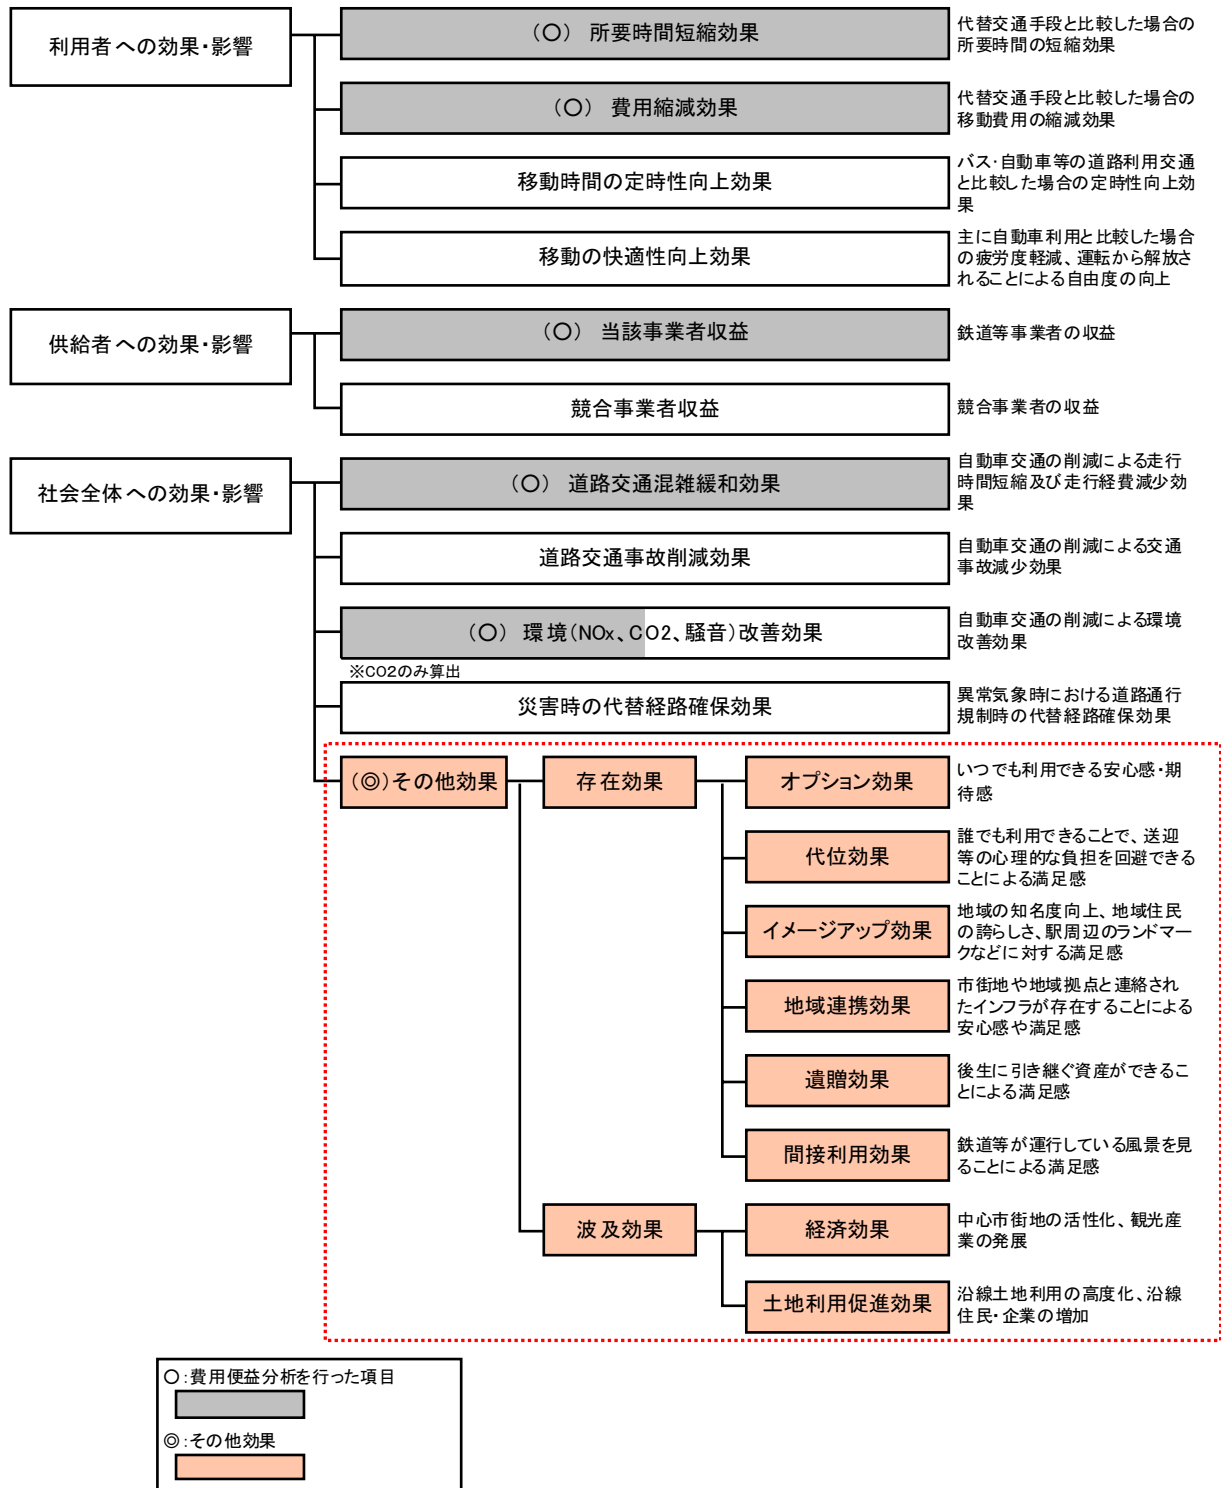 利用者への効果・影響
(○) 所要時間短縮効果
代替交通手段と比較した場合の
所要時間の短縮効果
(○) 費用縮減効果
代替交通手段と比較した場合の
移動費用の縮減効果
移動時間の定時性向上効果
バス・自動車等の道路利用交通
と比較した場合の定時性向上効
果
移動の快適性向上効果
主に自動車利用と比較した場合
の疲労度軽減、運転から解放さ
れることによる自由度の向上
供給者への効果・影響
(○) 当該事業者収益
鉄道等事業者の収益
競合事業者収益
競合事業者の収益
社会全体への効果・影響
(○) 道路交通混雑緩和効果
自動車交通の削減による走行
時間短縮及び走行経費減少効
果
道路交通事故削減効果
自動車交通の削減による交通
事故減少効果
(○) 環境(NOx、CO2、騒音)改善効果
自動車交通の削減による環境
改善効果
※CO2のみ算出
災害時の代替経路確保効果
異常気象時における道路通行
規制時の代替経路確保効果
(◎)その他効果
存在効果
オプション効果
いつでも利用できる安心感・期
待感
代位効果
誰でも利用できることで、送迎
等の心理的な負担を回避できる
ことによる満足感
イメージアップ効果
地域の知名度向上、地域住民
の誇らしさ、駅周辺のランドマー
クなどに対する満足感
地域連携効果
市街地や地域拠点と連絡され
たインフラが存在することによる
安心感や満足感
遺贈効果
後生に引き継ぐ資産ができるこ
とによる満足感
間接利用効果
鉄道等が運行している風景を見
ることによる満足感
波及効果
経済効果
中心市街地の活性化、観光産
業の発展
土地利用促進効果
沿線土地利用の高度化、沿線
住民・企業の増加
○:費用便益分析を行った項目
◎:その他効果